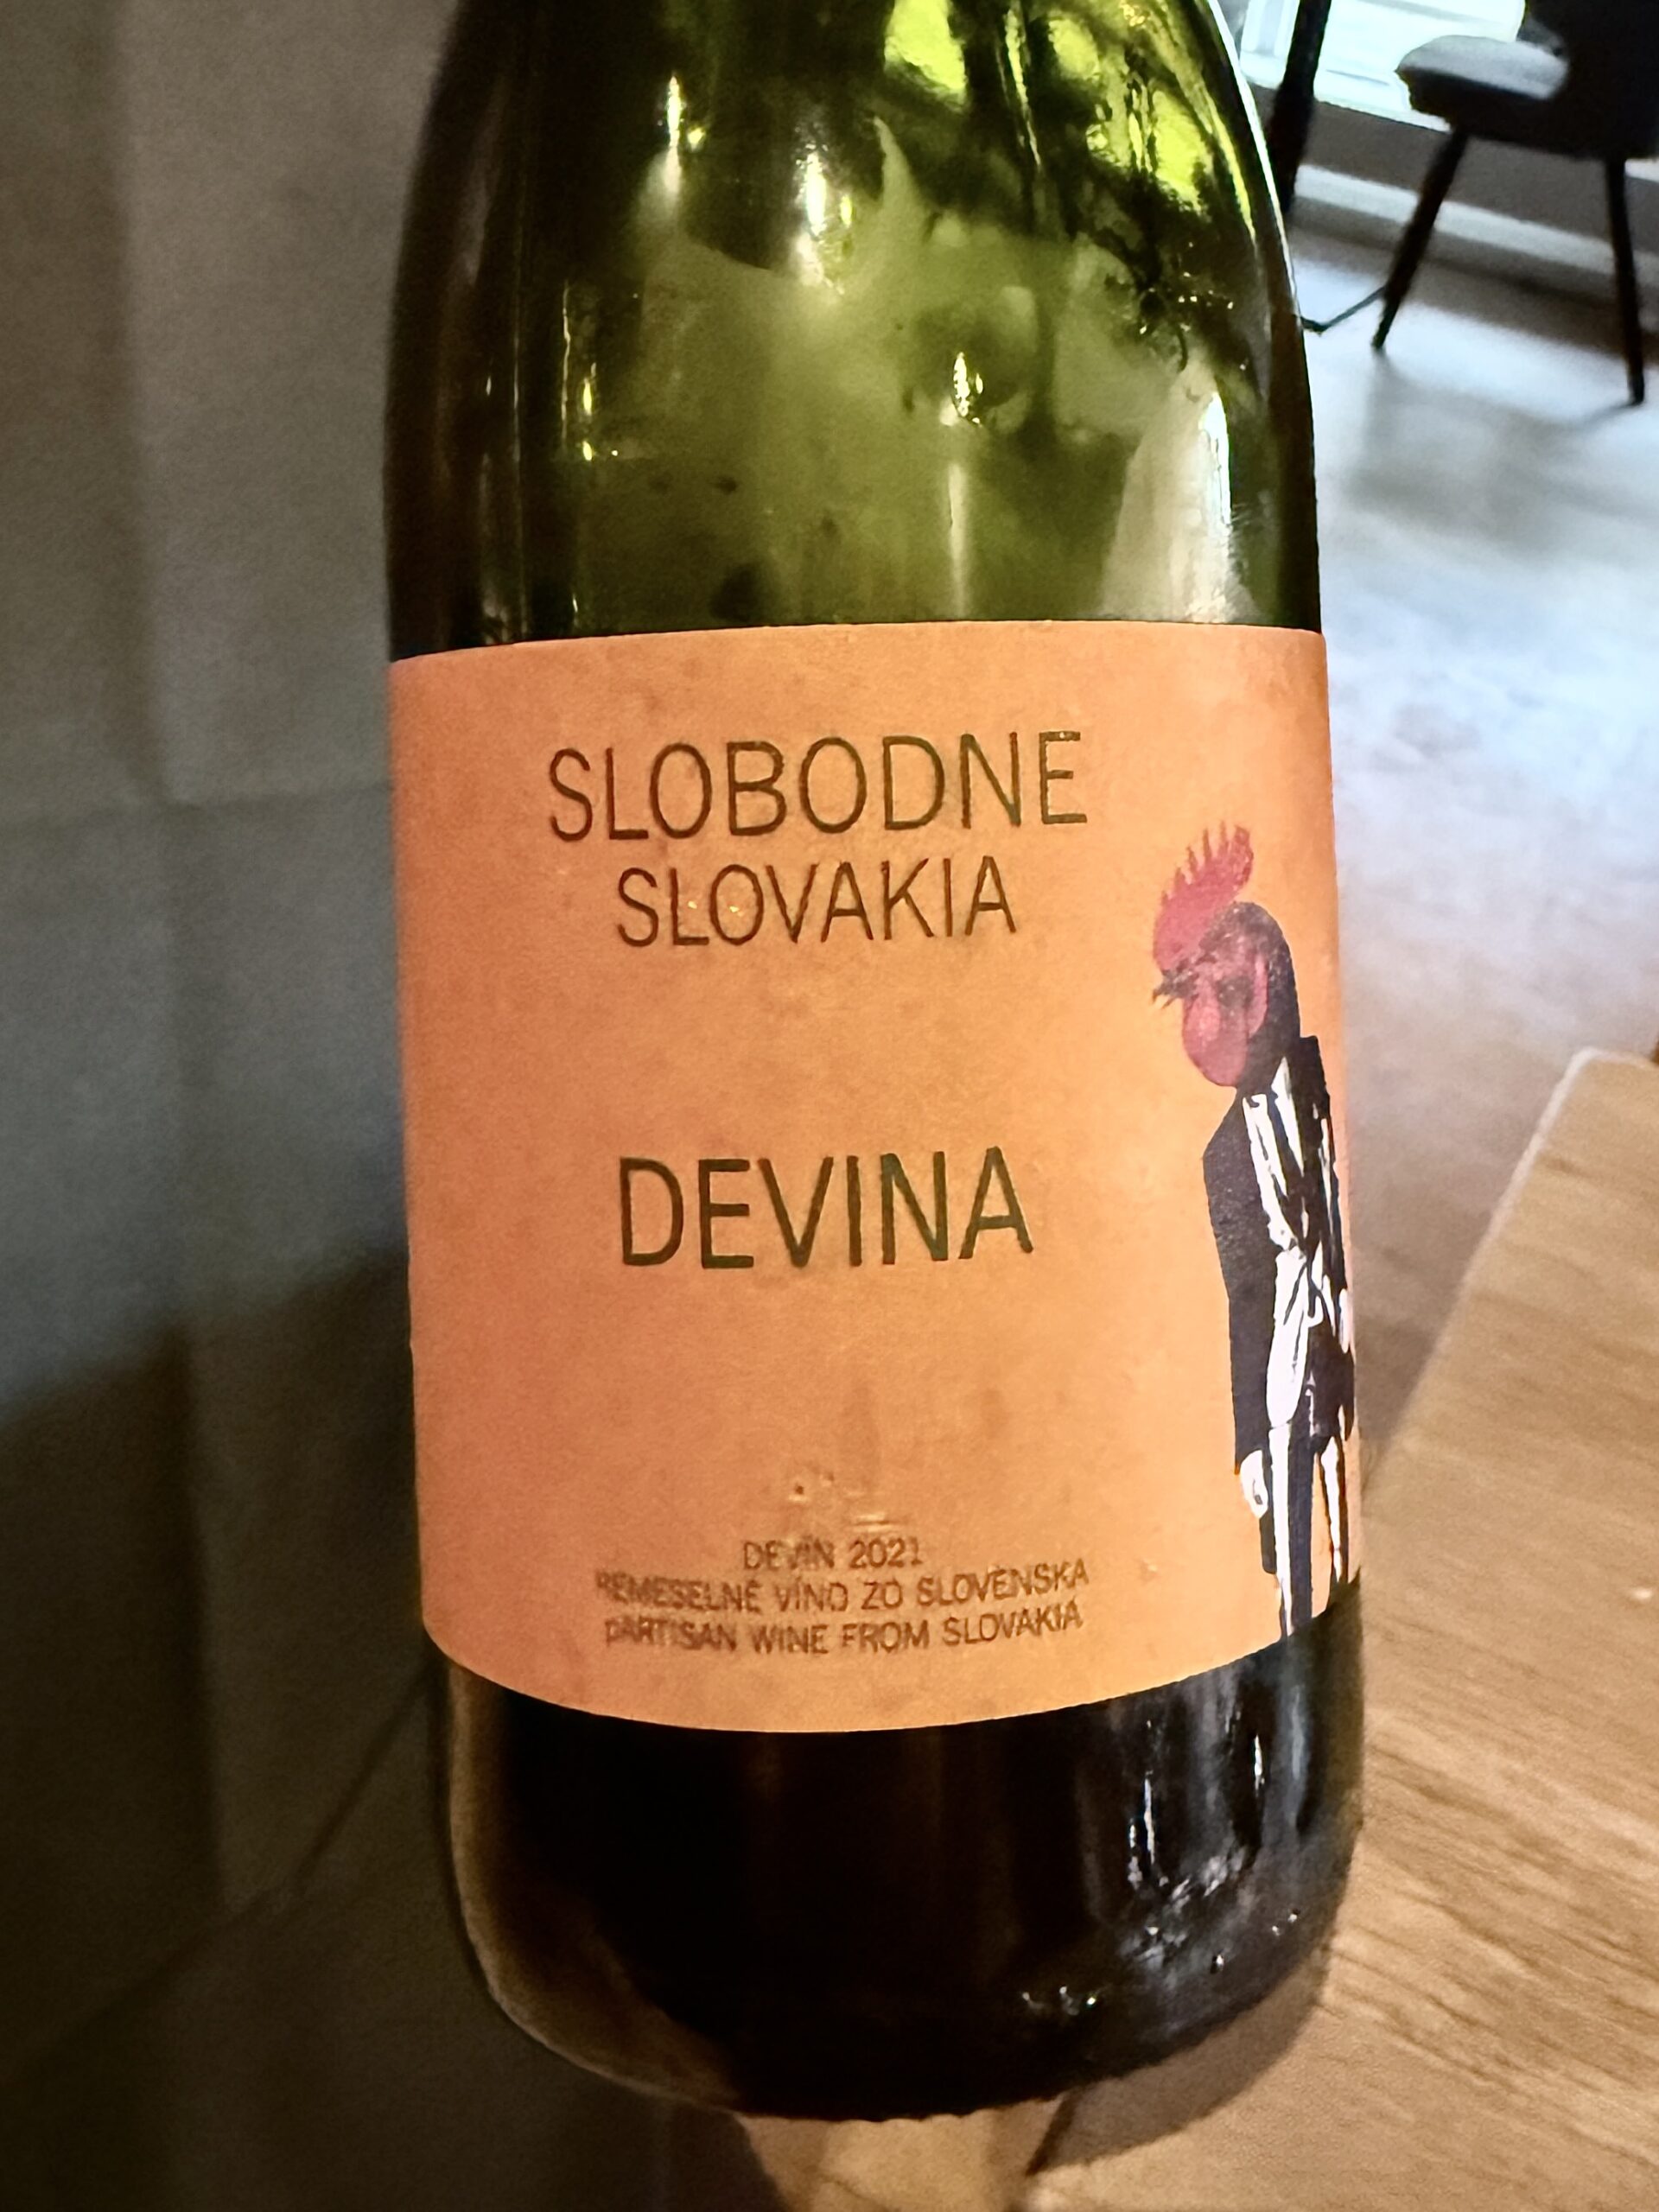 SLOBODNE
SLOVAKIA
DEVINA
DEVÍN 2021
REMESELNÉ VÍNO ZO SLOVENSKA
PARTISAN WINE FROM SLOVAKIA